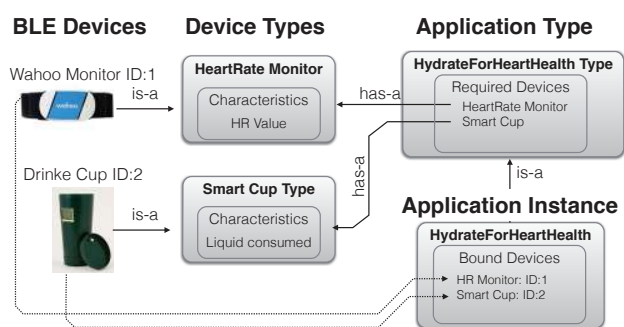 BLE Devices
Device Types
Application Type
Wahoo Monitor ID:1
is-a
wahoo
HeartRate Monitor
Characteristics
HR Value
has-a
HydrateForHeartHealth Type
Required Devices
HeartRate Monitor
Smart Cup
Drinke Cup ID:2
is-a
Smart Cup Type
Characteristics
Liquid consumed
has-a
is-a
Application Instance
HydrateForHeartHealth
Bound Devices
HR Monitor: ID:1
Smart Cup: ID:2